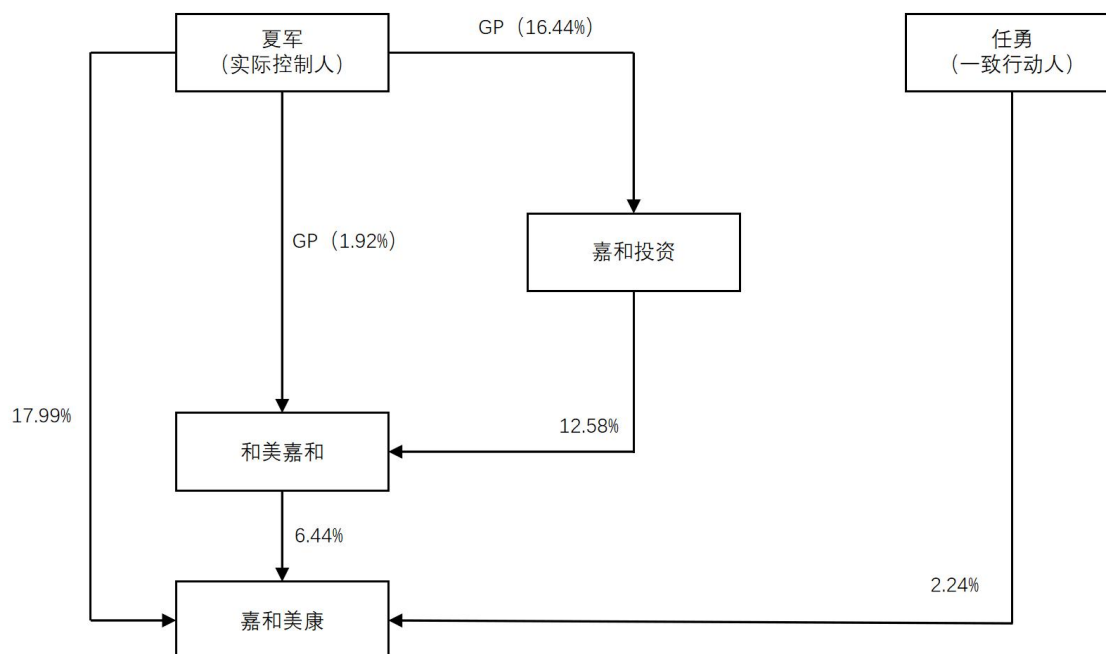 夏军
（实际控制人）
GP（16.44%）
任勇
（一致行动人）
GP（1.92%）
嘉和投资
17.99%
12.58%
和美嘉和
6.44%
2.24%
嘉和美康